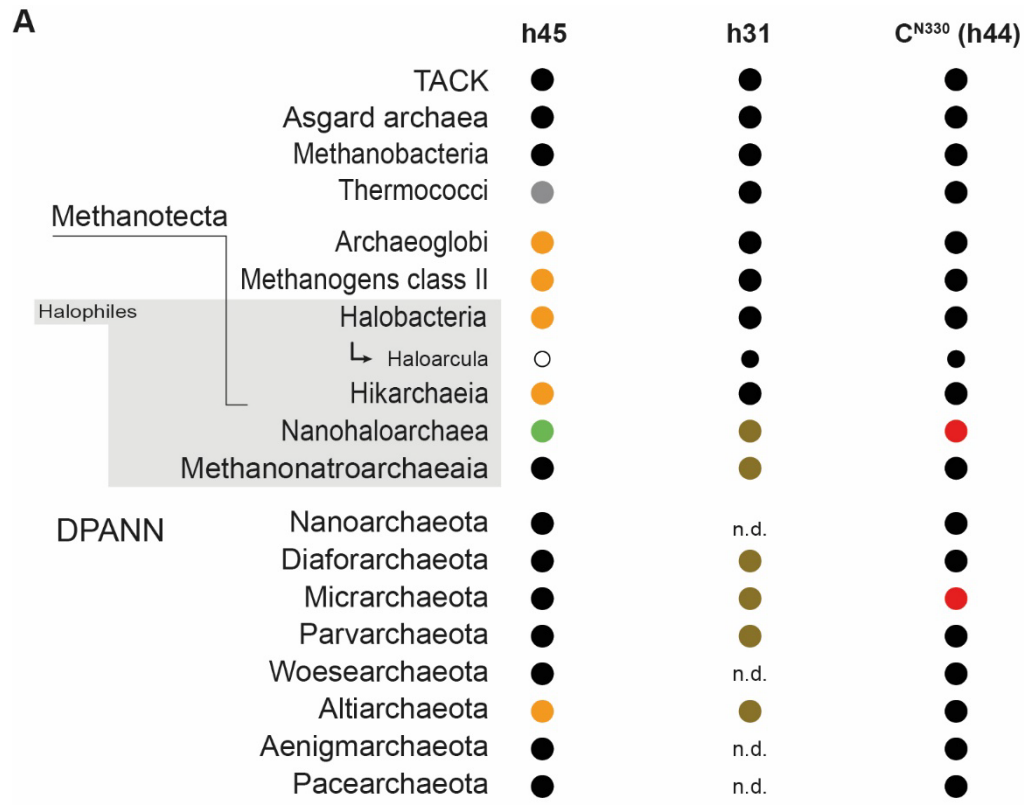 A
h45 h31 C^N330 (h44)
TACK
Asgard archaea
Methanobacteria
Thermococci
Methanotecta
Archaeoglobi
Methanogens class II
Halophiles
Halobacteria
Haloarcula
Hikarchaeia
Nanohaloarchaea
Methanonatroarchaeaia
DPANN
Nanoarchaeota n.d.
Diaforarchaeota
Micrarchaeota
Parvarchaeota
Woesearchaeota n.d.
Altiarchaeota
Aenigmarchaeota n.d.
Pacearchaeota n.d.